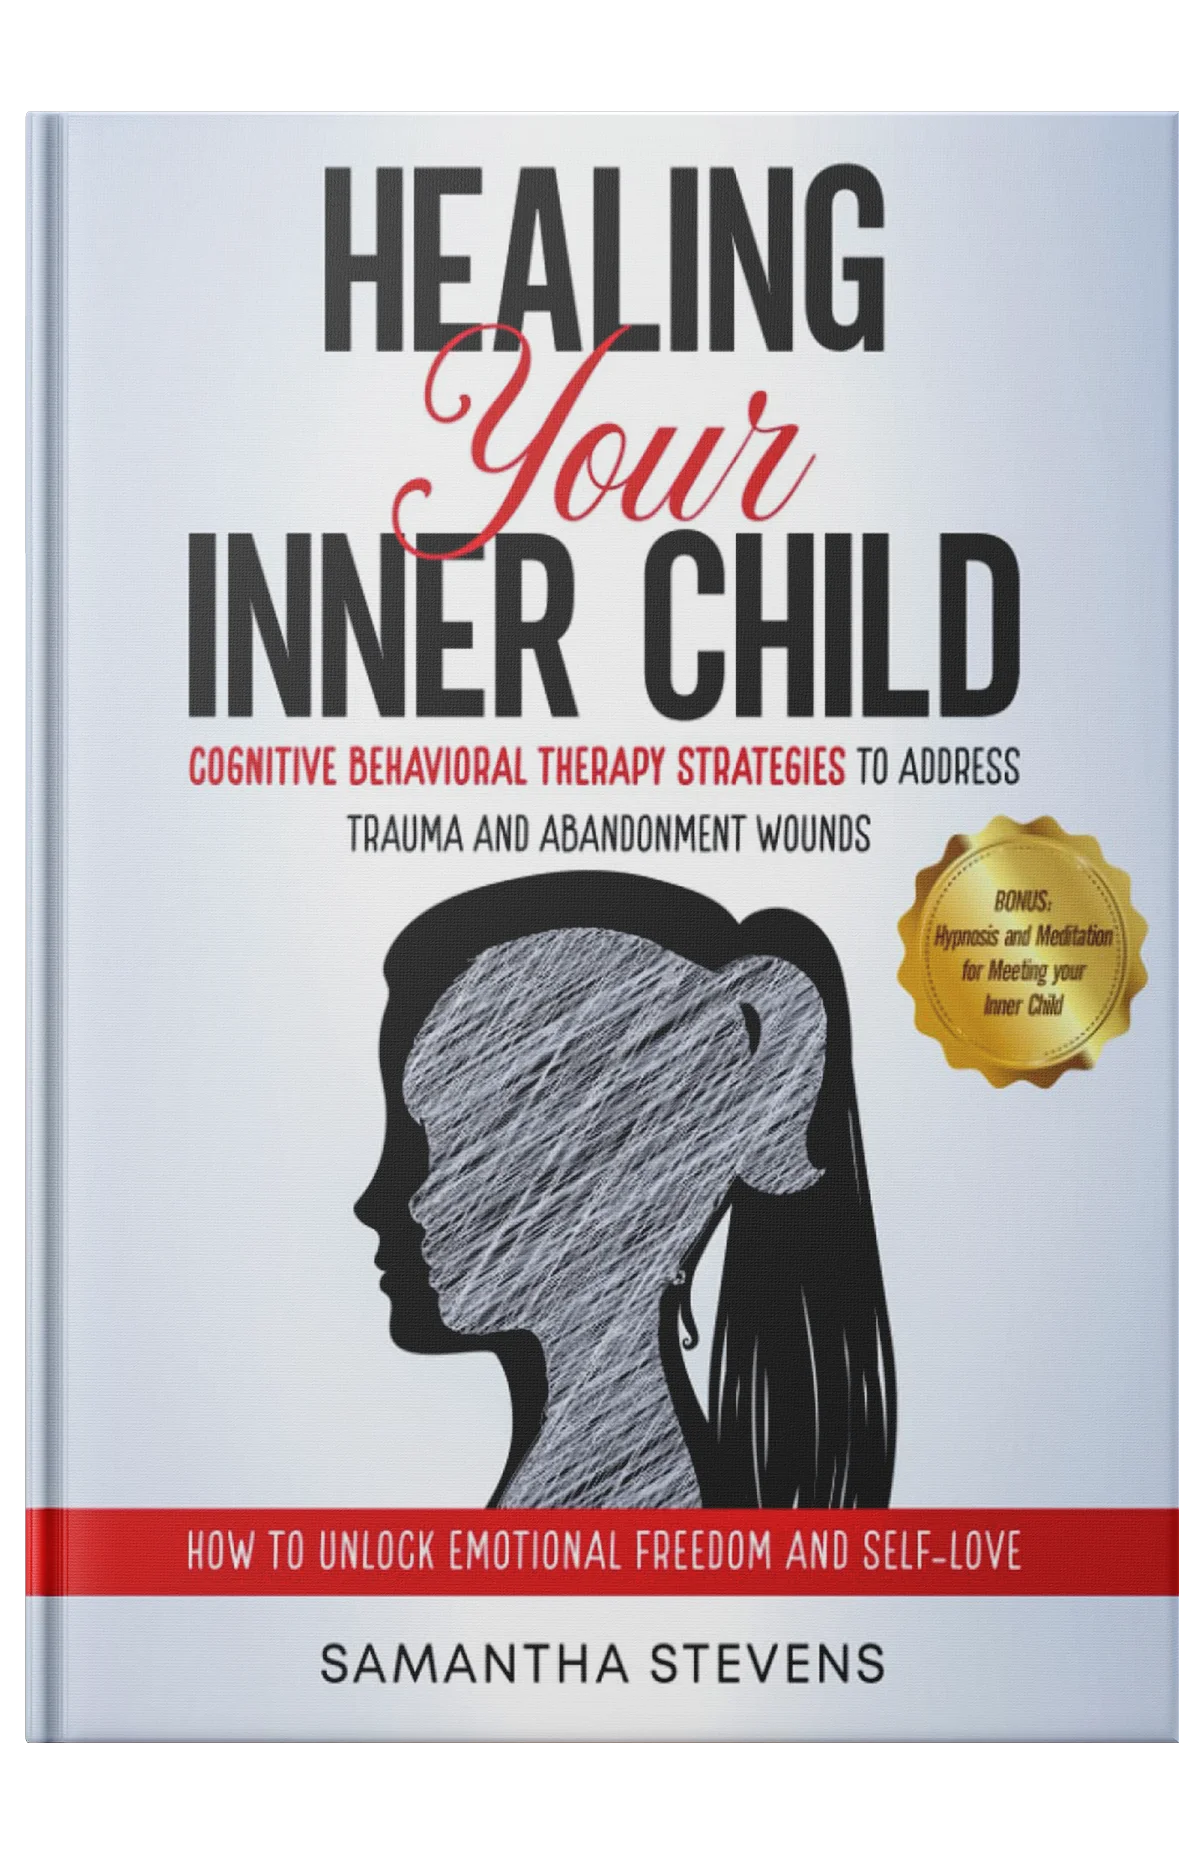 HEALING
Your
INNER CHILD
COGNITIVE BEHAVIORAL THERAPY STRATEGIES TO ADDRESS
TRAUMA AND ABANDONMENT WOUNDS
BONUS:
Hypnosis and Meditation
for Meeting your
Inner Child
HOW TO UNLOCK EMOTIONAL FREEDOM AND SELF-LOVE
SAMANTHA STEVENS